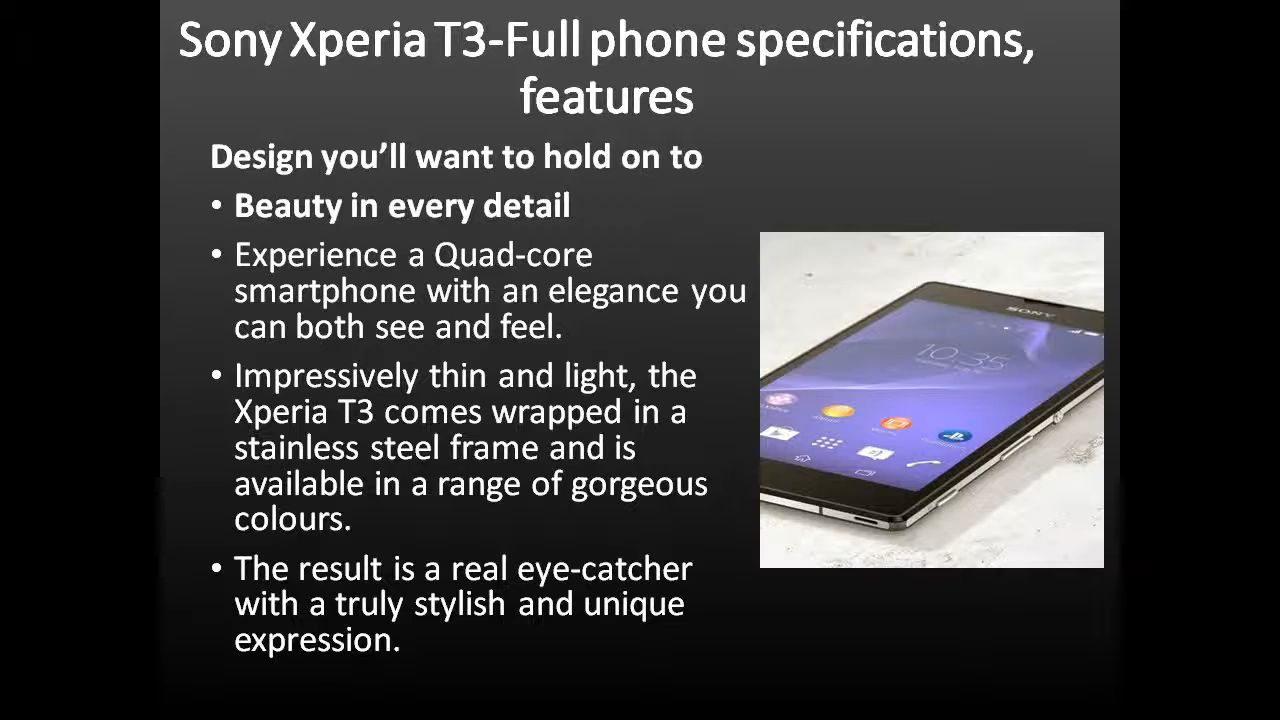 Sony Xperia T3-Full phone specifications,
features
Design you’ll want to hold on to
• Beauty in every detail
• Experience a Quad-core
smartphone with an elegance you
can both see and feel.
• Impressively thin and light, the
Xperia T3 comes wrapped in a
stainless steel frame and is
available in a range of gorgeous
colours.
• The result is a real eye-catcher
with a truly stylish and unique
expression.
SONY
10:35